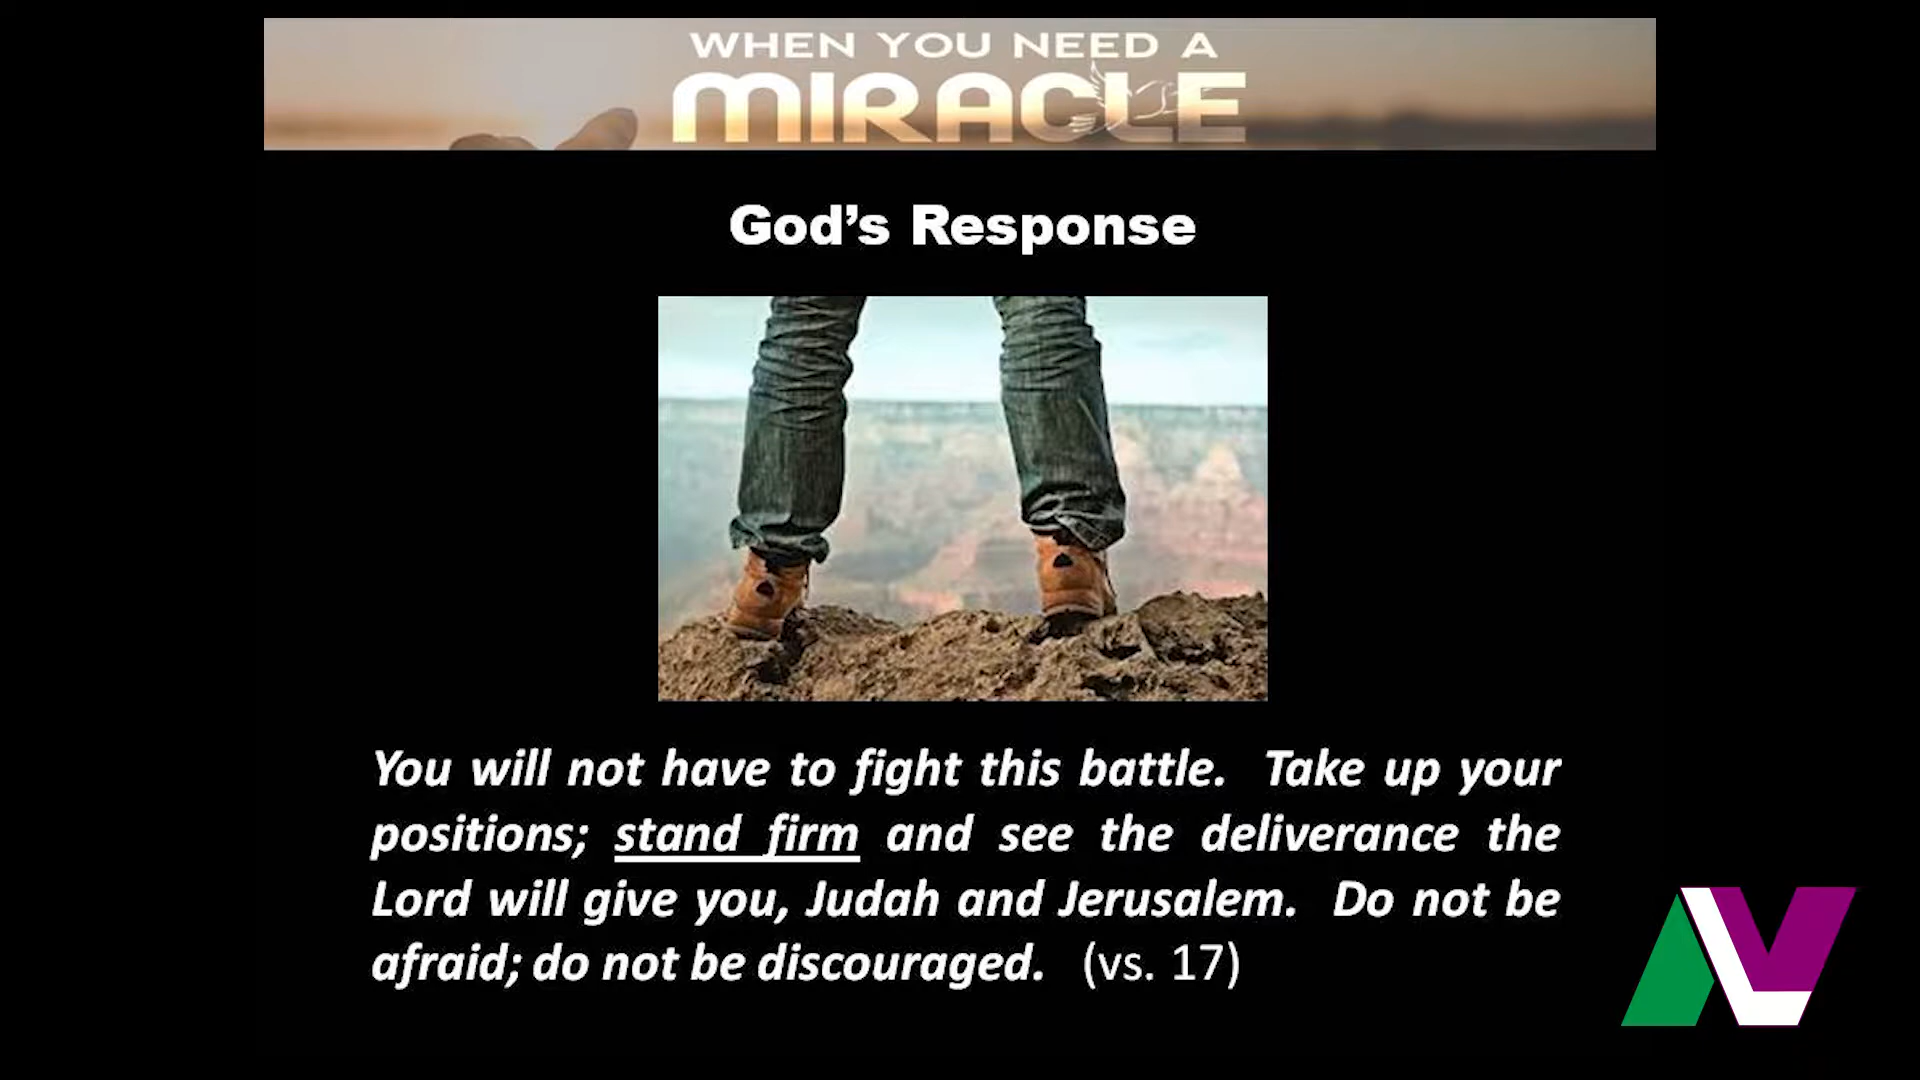 WHEN YOU NEED A
MIRACLE
God's Response
You will not have to fight this battle. Take up your
positions; stand firm and see the deliverance the
Lord will give you, Judah and Jerusalem. Do not be
afraid; do not be discouraged. (vs. 17)